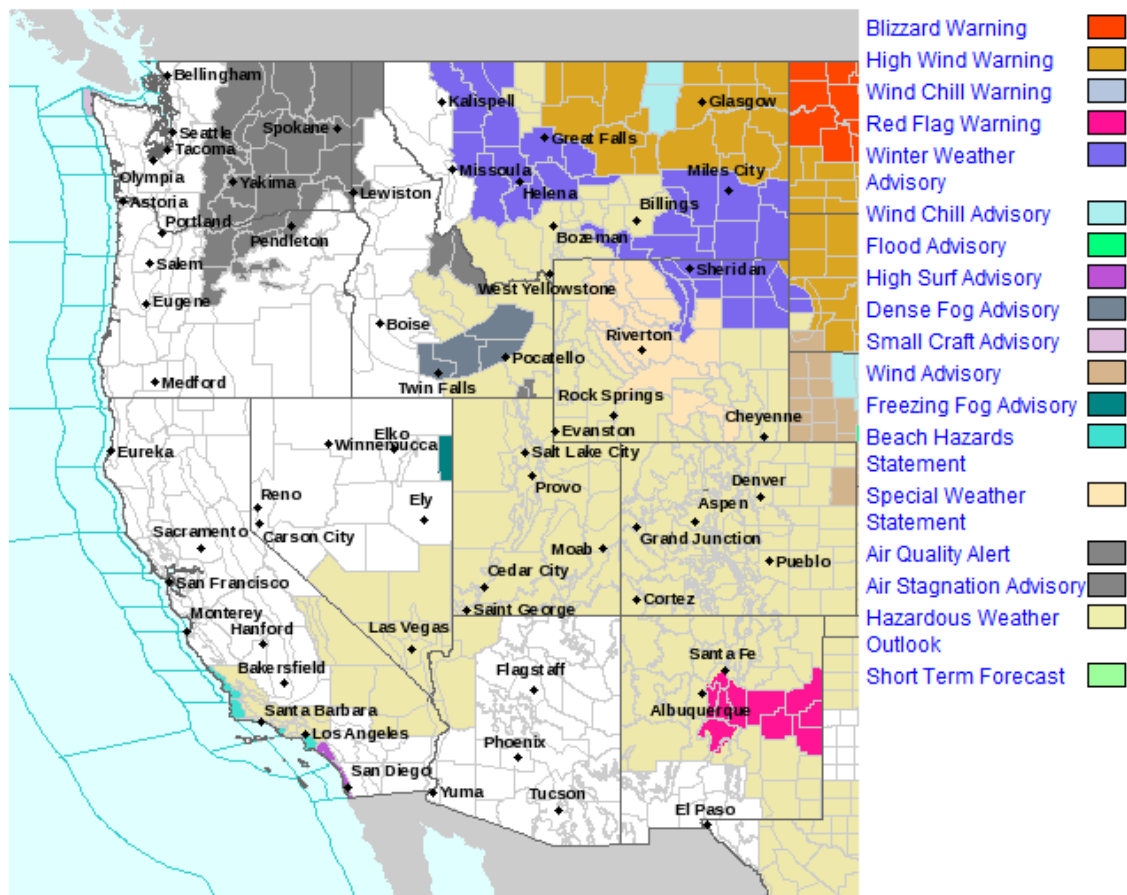 Bellingham
Seattle
Spokane
Tacoma
Olympia
Yakima
Lewiston
Astoria
Portland
Pendleton
Salem
Eugene
Medford
Kalispell
Glasgow
Great Falls
Missoula
Helena
Miles City
Billings
Bozeman
West Yellowstone
Sheridan
Boise
Riverton
Pocatello
Twin Falls
Rock Springs
Cheyenne
Evanston
Eureka
Elko
Winnemucca
Salt Lake City
Provo
Reno
Ely
Carson City
Sacramento
Denver
Aspen
Grand Junction
Moab
Pueblo
San Francisco
Cedar City
Saint George
Cortez
Monterey
Hanford
Las Vegas
Bakersfield
Flagstaff
Santa Fe
Albuquerque
Santa Barbara
Los Angeles
Phoenix
San Diego
Yuma
Tucson
El Paso
Blizzard Warning
High Wind Warning
Wind Chill Warning
Red Flag Warning
Winter Weather
Advisory
Wind Chill Advisory
Flood Advisory
High Surf Advisory
Dense Fog Advisory
Small Craft Advisory
Wind Advisory
Freezing Fog Advisory
Beach Hazards
Statement
Special Weather
Statement
Air Quality Alert
Air Stagnation Advisory
Hazardous Weather
Outlook
Short Term Forecast